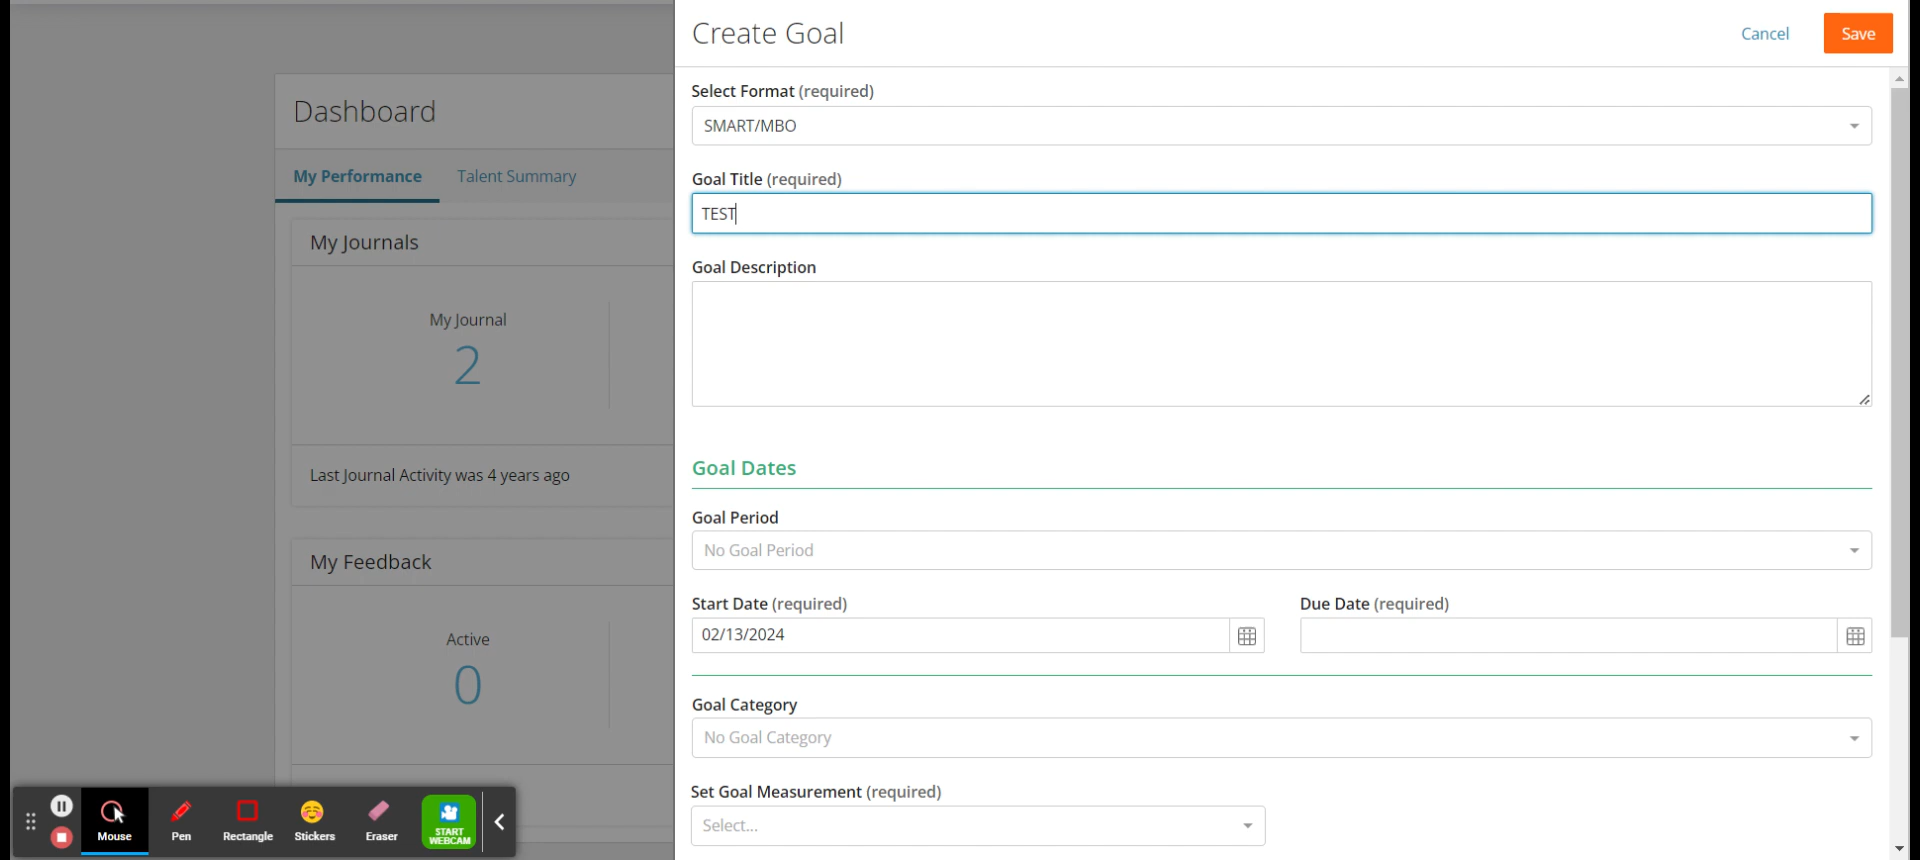 Create Goal
Cancel
Save
Select Format (required)
SMART/MBO
Goal Title (required)
TEST
Goal Description
Goal Dates
Goal Period
No Goal Period
Start Date (required)
Due Date (required)
02/13/2024
Goal Category
No Goal Category
Set Goal Measurement (required)
Select...
Dashboard
My Performance
Talent Summary
My Journals
My Journal
2
Last Journal Activity was 4 years ago
My Feedback
Active
0
Mouse
Pen
Rectangle
Stickers
Eraser
START
WEBCAM